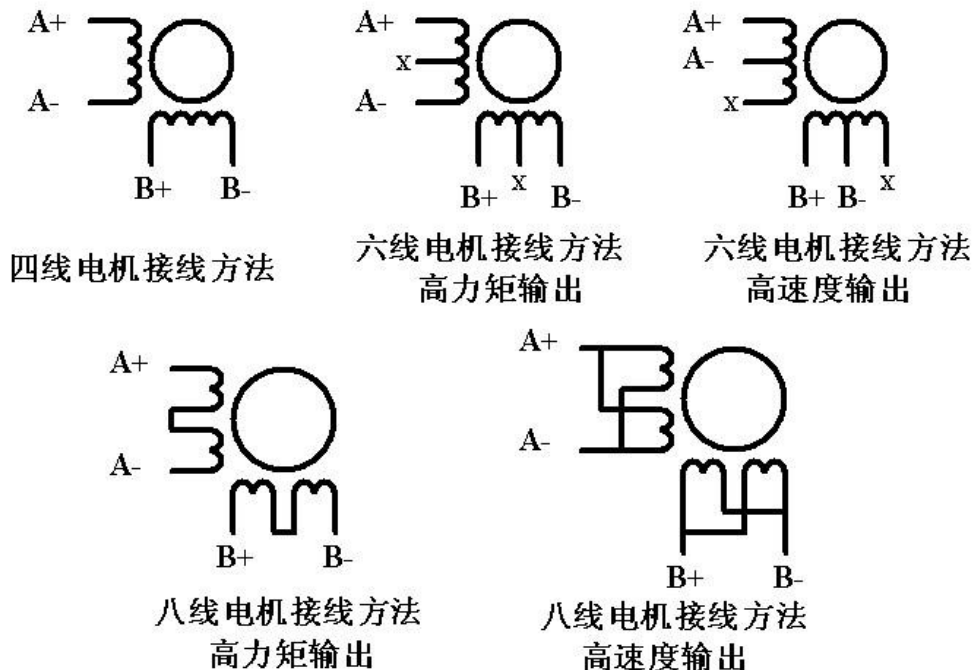 A+
A-
B+ B-
四线电机接线方法
A+
x
A-
B+ x B-
六线电机接线方法
高力矩输出
A+
A-
x
B+ B- x
六线电机接线方法
高速度输出
A+
A-
B+ B-
八线电机接线方法
高力矩输出
A+
A-
B+ B-
八线电机接线方法
高速度输出